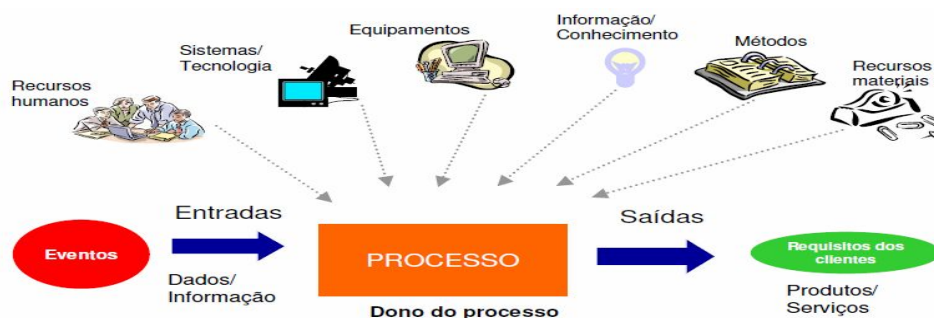 Recursos
humanos
Sistemas/
Tecnologia
Equipamentos
Informação/
Conhecimento
Métodos
Recursos
materiais
Eventos
Entradas
Dados/
Informação
PROCESSO
Dono do processo
Saídas
Requisitos dos
clientes
Produtos/
Serviços